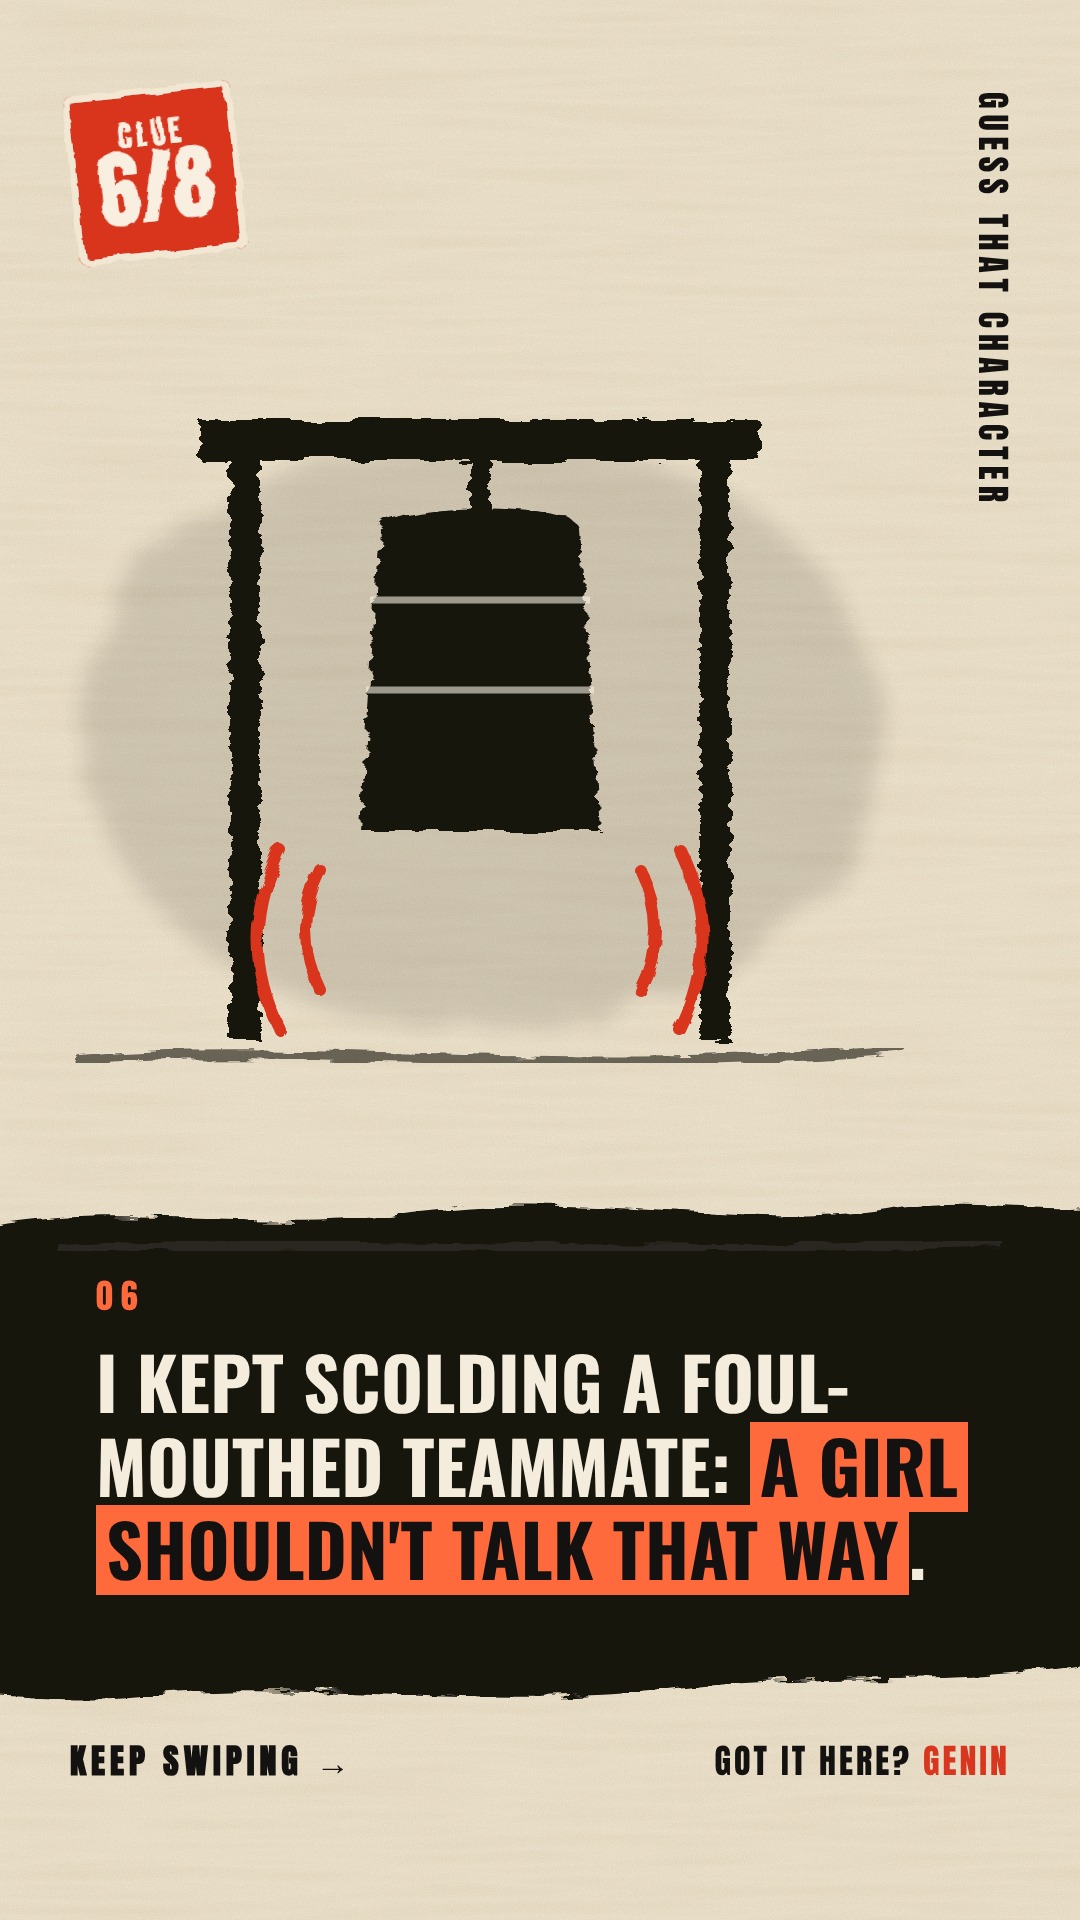 CLUE
6/8
GUESS THAT CHARACTER
06
I KEPT SCOLDING A FOUL-
MOUTHED TEAMMATE: A GIRL
SHOULDN'T TALK THAT WAY.
KEEP SWIPING →
GOT IT HERE? GENIN